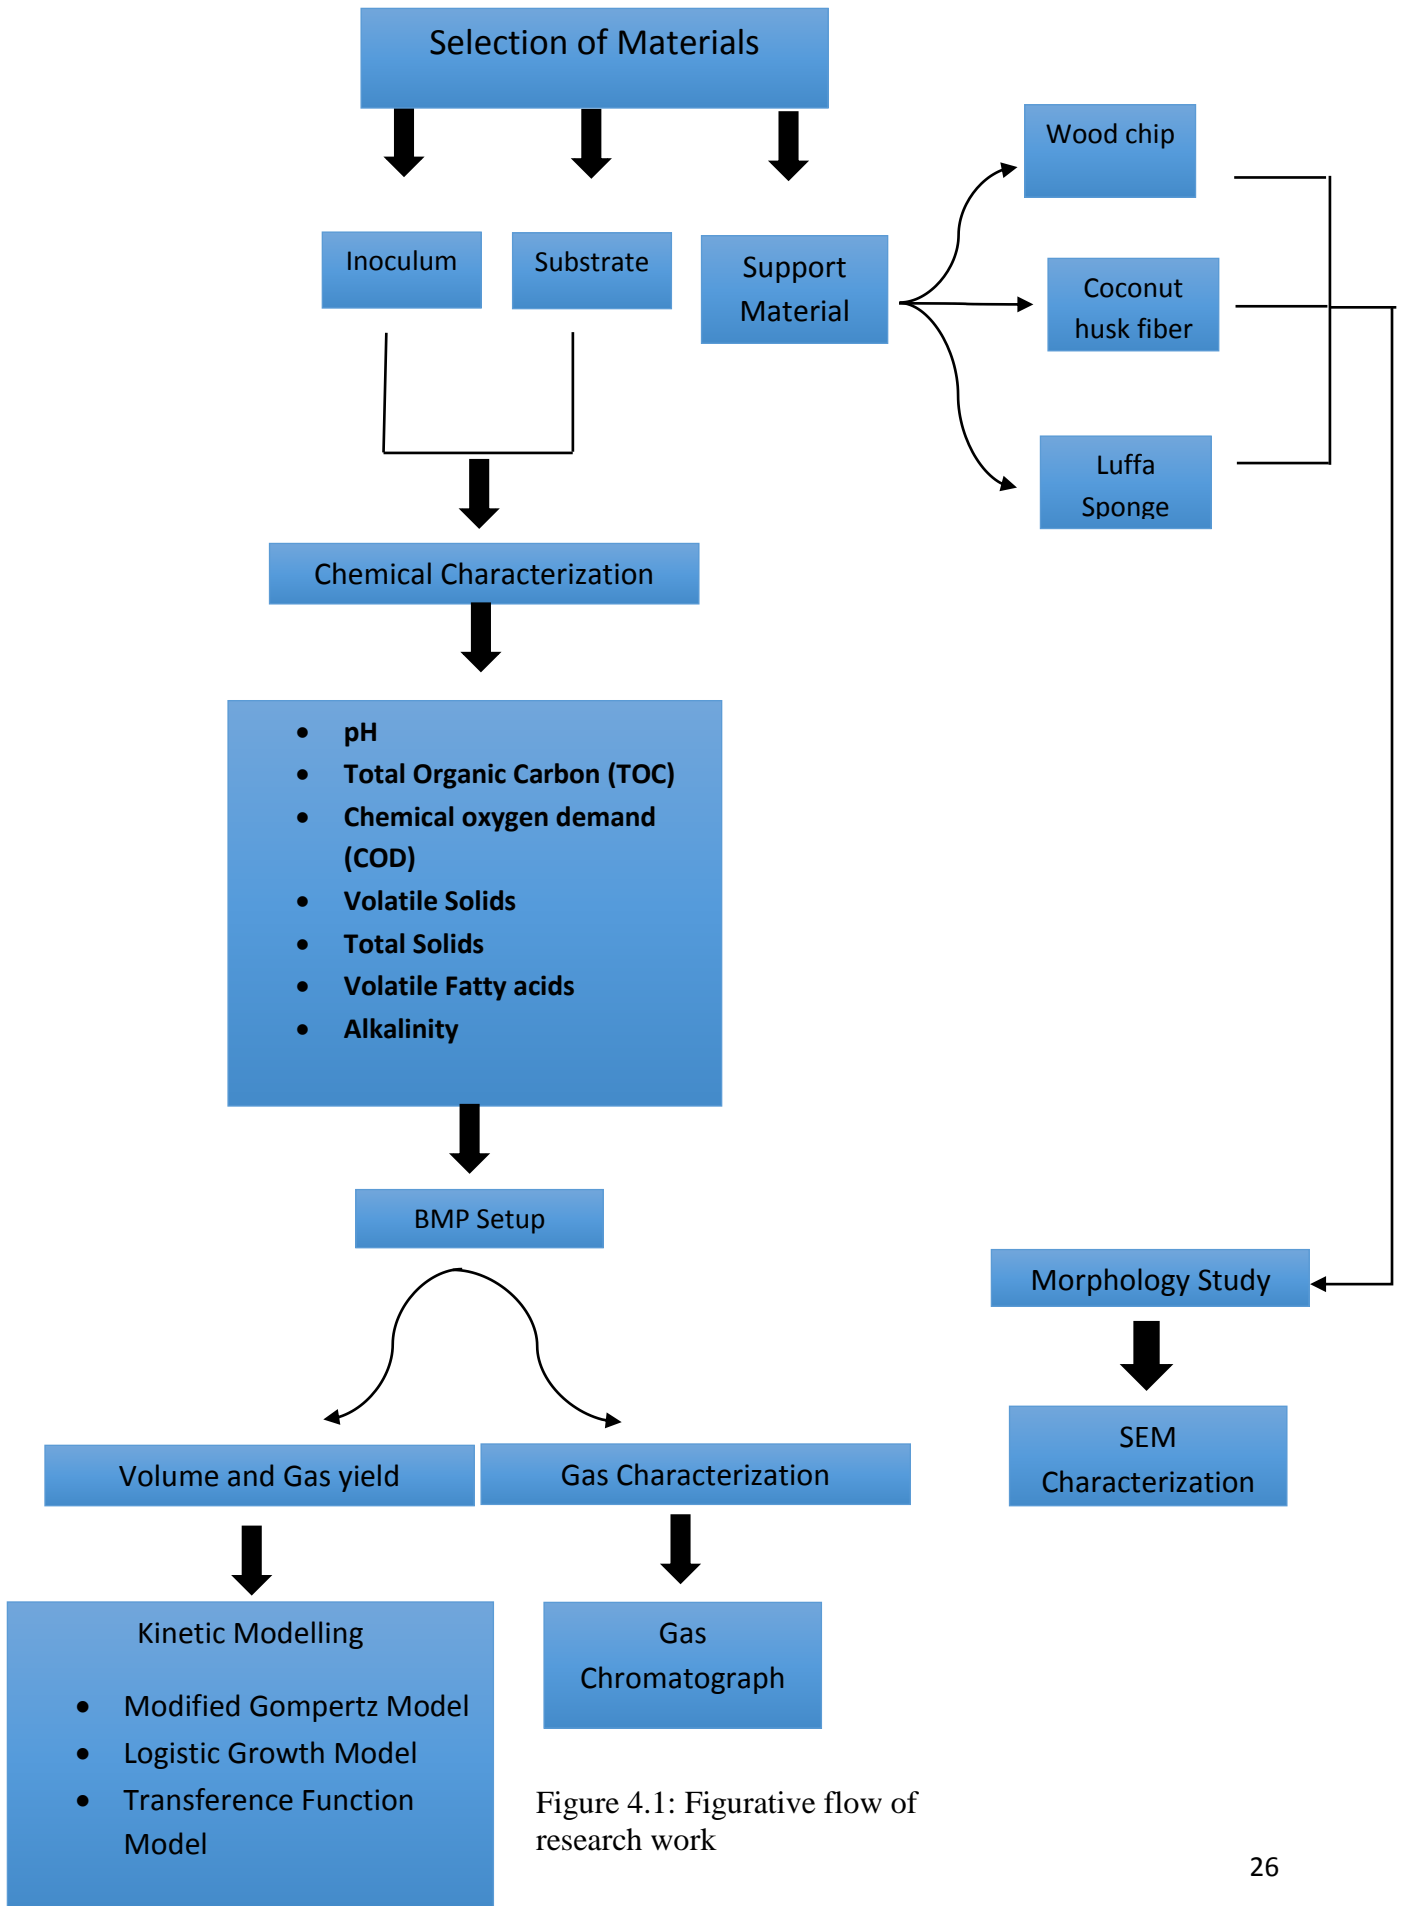 Selection of Materials
Wood chip
Inoculum
Substrate
Support
Material
Coconut
husk fiber
Luffa
Sponge
Chemical Characterization
• pH
• Total Organic Carbon (TOC)
• Chemical oxygen demand
(COD)
• Volatile Solids
• Total Solids
• Volatile Fatty acids
• Alkalinity
BMP Setup
Morphology Study
SEM
Characterization
Volume and Gas yield
Gas Characterization
Kinetic Modelling
• Modified Gompertz Model
• Logistic Growth Model
• Transference Function
Model
Gas
Chromatograph
Figure 4.1: Figurative flow of
research work
26